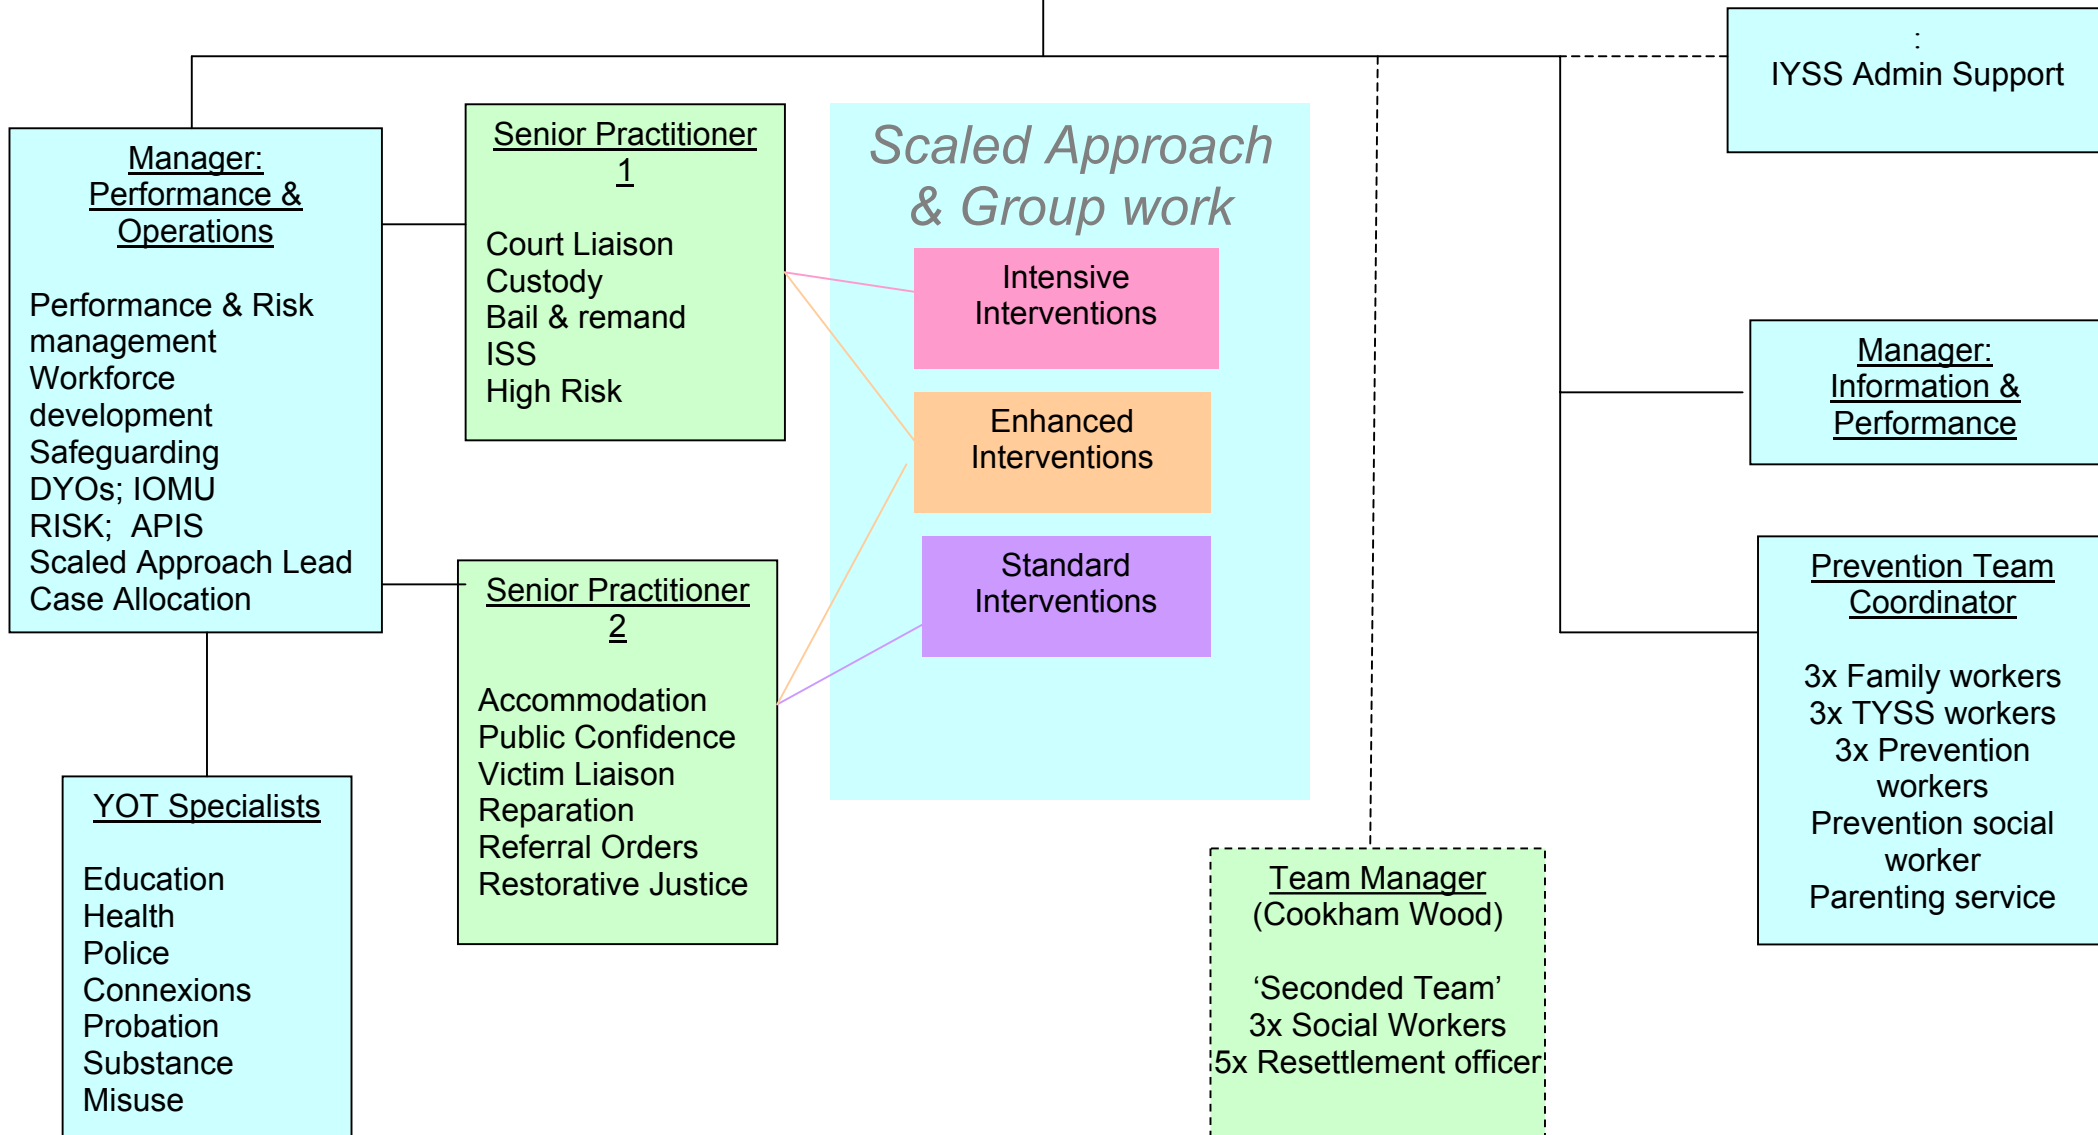 :
IYSS Admin Support
Manager:
Performance &
Operations
Performance & Risk
management
Workforce
development
Safeguarding
DYOs; IOMU
RISK;  APIS
Scaled Approach Lead
Case Allocation
Senior Practitioner
1
Court Liaison
Custody
Bail & remand
ISS
High Risk
Scaled Approach
& Group work
Intensive
Interventions
Enhanced
Interventions
Standard
Interventions
Manager:
Information &
Performance
Senior Practitioner
2
Accommodation
Public Confidence
Victim Liaison
Reparation
Referral Orders
Restorative Justice
Prevention Team
Coordinator
3x Family workers
3x TYSS workers
3x Prevention
workers
Prevention social
worker
Parenting service
YOT Specialists
Education
Health
Police
Connexions
Probation
Substance
Misuse
Team Manager
(Cookham Wood)
‘Seconded Team’
3x Social Workers
5x Resettlement officer